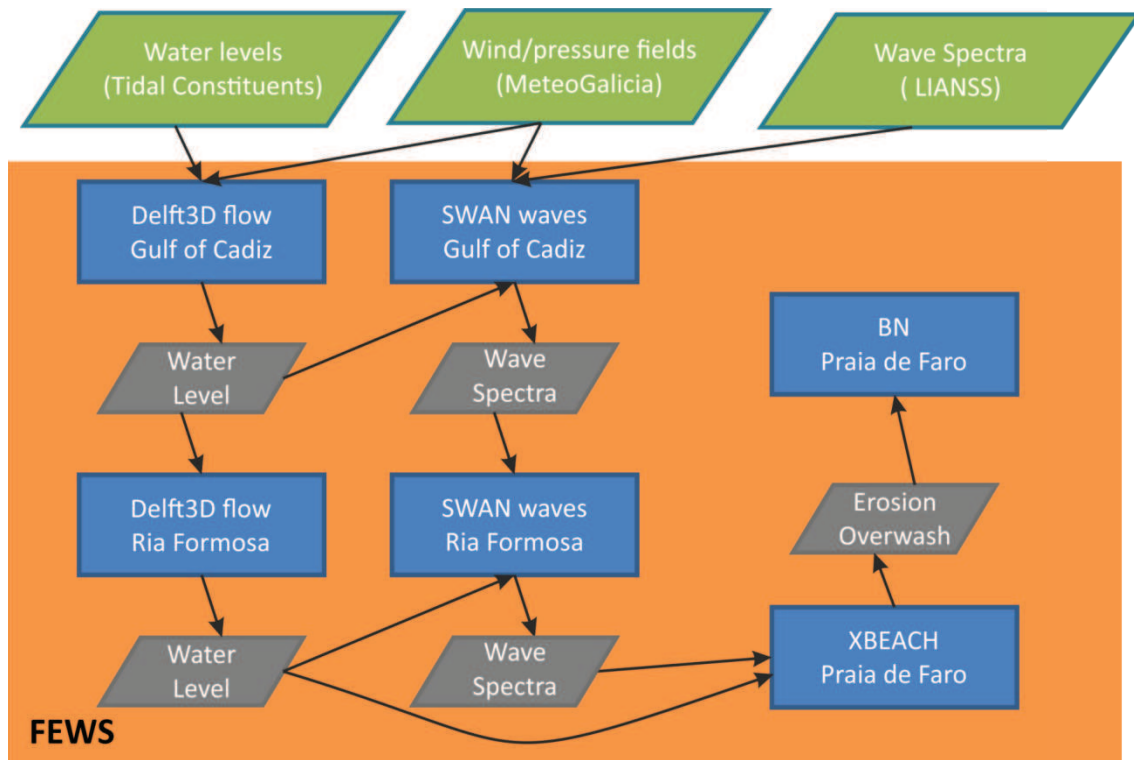 Water levels
(Tidal Constituents)
Wind/pressure fields
(MeteoGalicia)
Wave Spectra
( LIANSS)
Delft3D flow
Gulf of Cadiz
SWAN waves
Gulf of Cadiz
BN
Praia de Faro
Water
Level
Wave
Spectra
Delft3D flow
Ria Formosa
SWAN waves
Ria Formosa
Erosion
Overwash
Water
Level
Wave
Spectra
XBEACH
Praia de Faro
FEWS